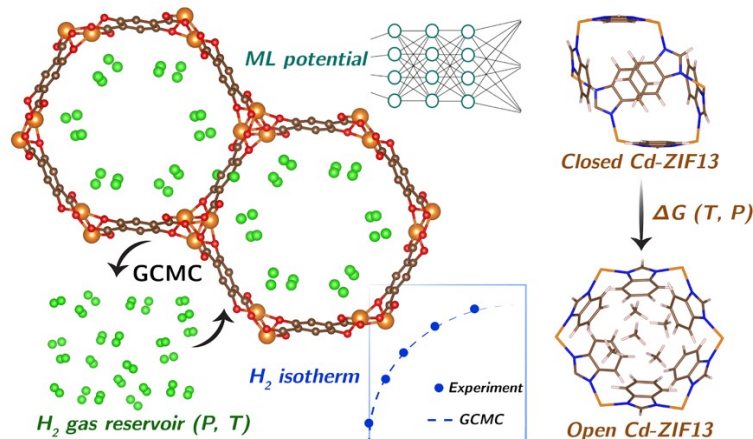 ML potential
Closed Cd-ZIF13
ΔG (T, P)
GCMC
H₂ gas reservoir (P, T)
H₂ isotherm
Experiment
GCMC
Open Cd-ZIF13